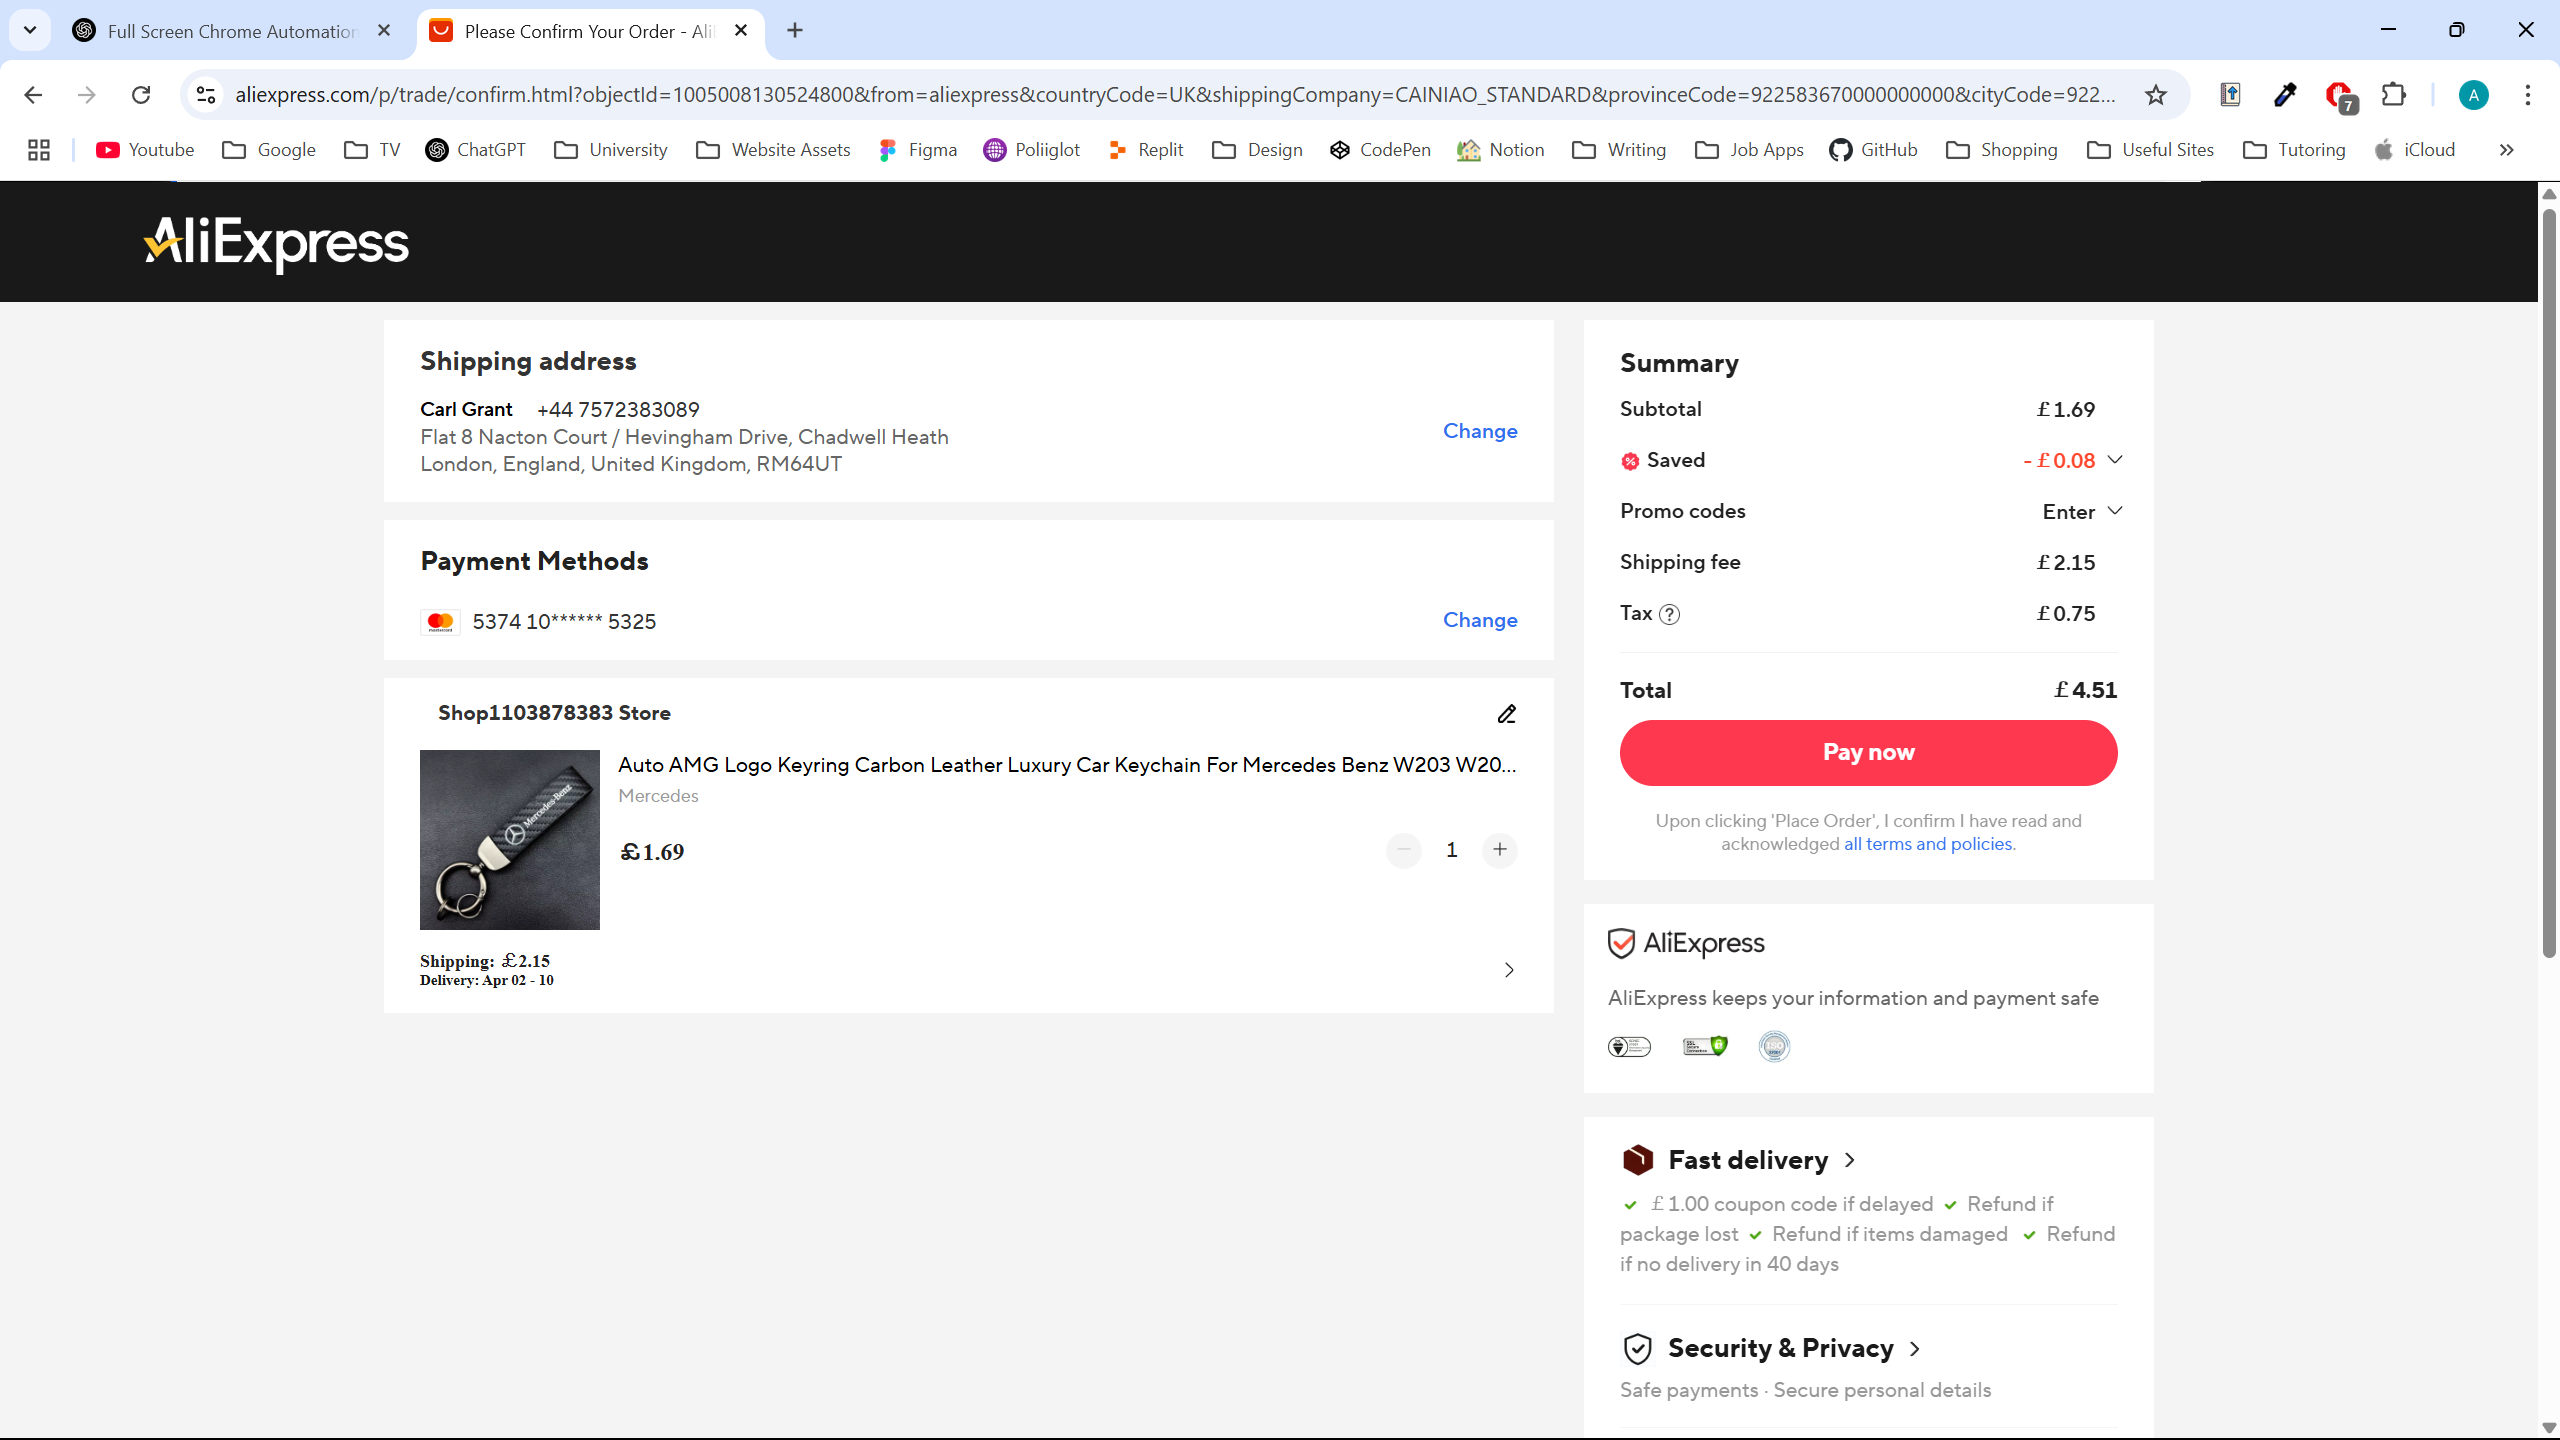 Full Screen Chrome Automation
Please Confirm Your Order - Ali
aliexpress.com/p/trade/confirm.html?objectId=1005008130524800&from=aliexpress&countryCode=UK&shippingCompany=CAINIAO_STANDARD&provinceCode=922583670000000000&cityCode=922...
7
A
Youtube
Google
TV
ChatGPT
University
Website Assets
Figma
Poliiglot
Replit
Design
CodePen
Notion
Writing
Job Apps
GitHub
Shopping
Useful Sites
Tutoring
iCloud
AliExpress
Shipping address
Carl Grant +44 7572383089
Flat 8 Nacton Court / Hevingham Drive, Chadwell Heath
London, England, United Kingdom, RM64UT
Change
Payment Methods
5374 10****** 5325
Change
Shop1103878383 Store
Auto AMG Logo Keyring Carbon Leather Luxury Car Keychain For Mercedes Benz W203 W20...
Mercedes
Mercedes-Benz
£1.69
1
Shipping: £2.15
Delivery: Apr 02 - 10
Summary
Subtotal £1.69
Saved - £0.08
Promo codes Enter
Shipping fee £2.15
Tax £0.75
Total £4.51
Pay now
Upon clicking 'Place Order', I confirm I have read and
acknowledged all terms and policies.
AliExpress
AliExpress keeps your information and payment safe
Fast delivery
£1.00 coupon code if delayed Refund if
package lost Refund if items damaged Refund
if no delivery in 40 days
Security & Privacy
Safe payments · Secure personal details